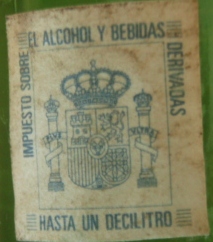 IMPUESTO SOBRE
EL ALCOHOL Y BEBIDAS
DERIVADAS
HASTA UN DECILITRO